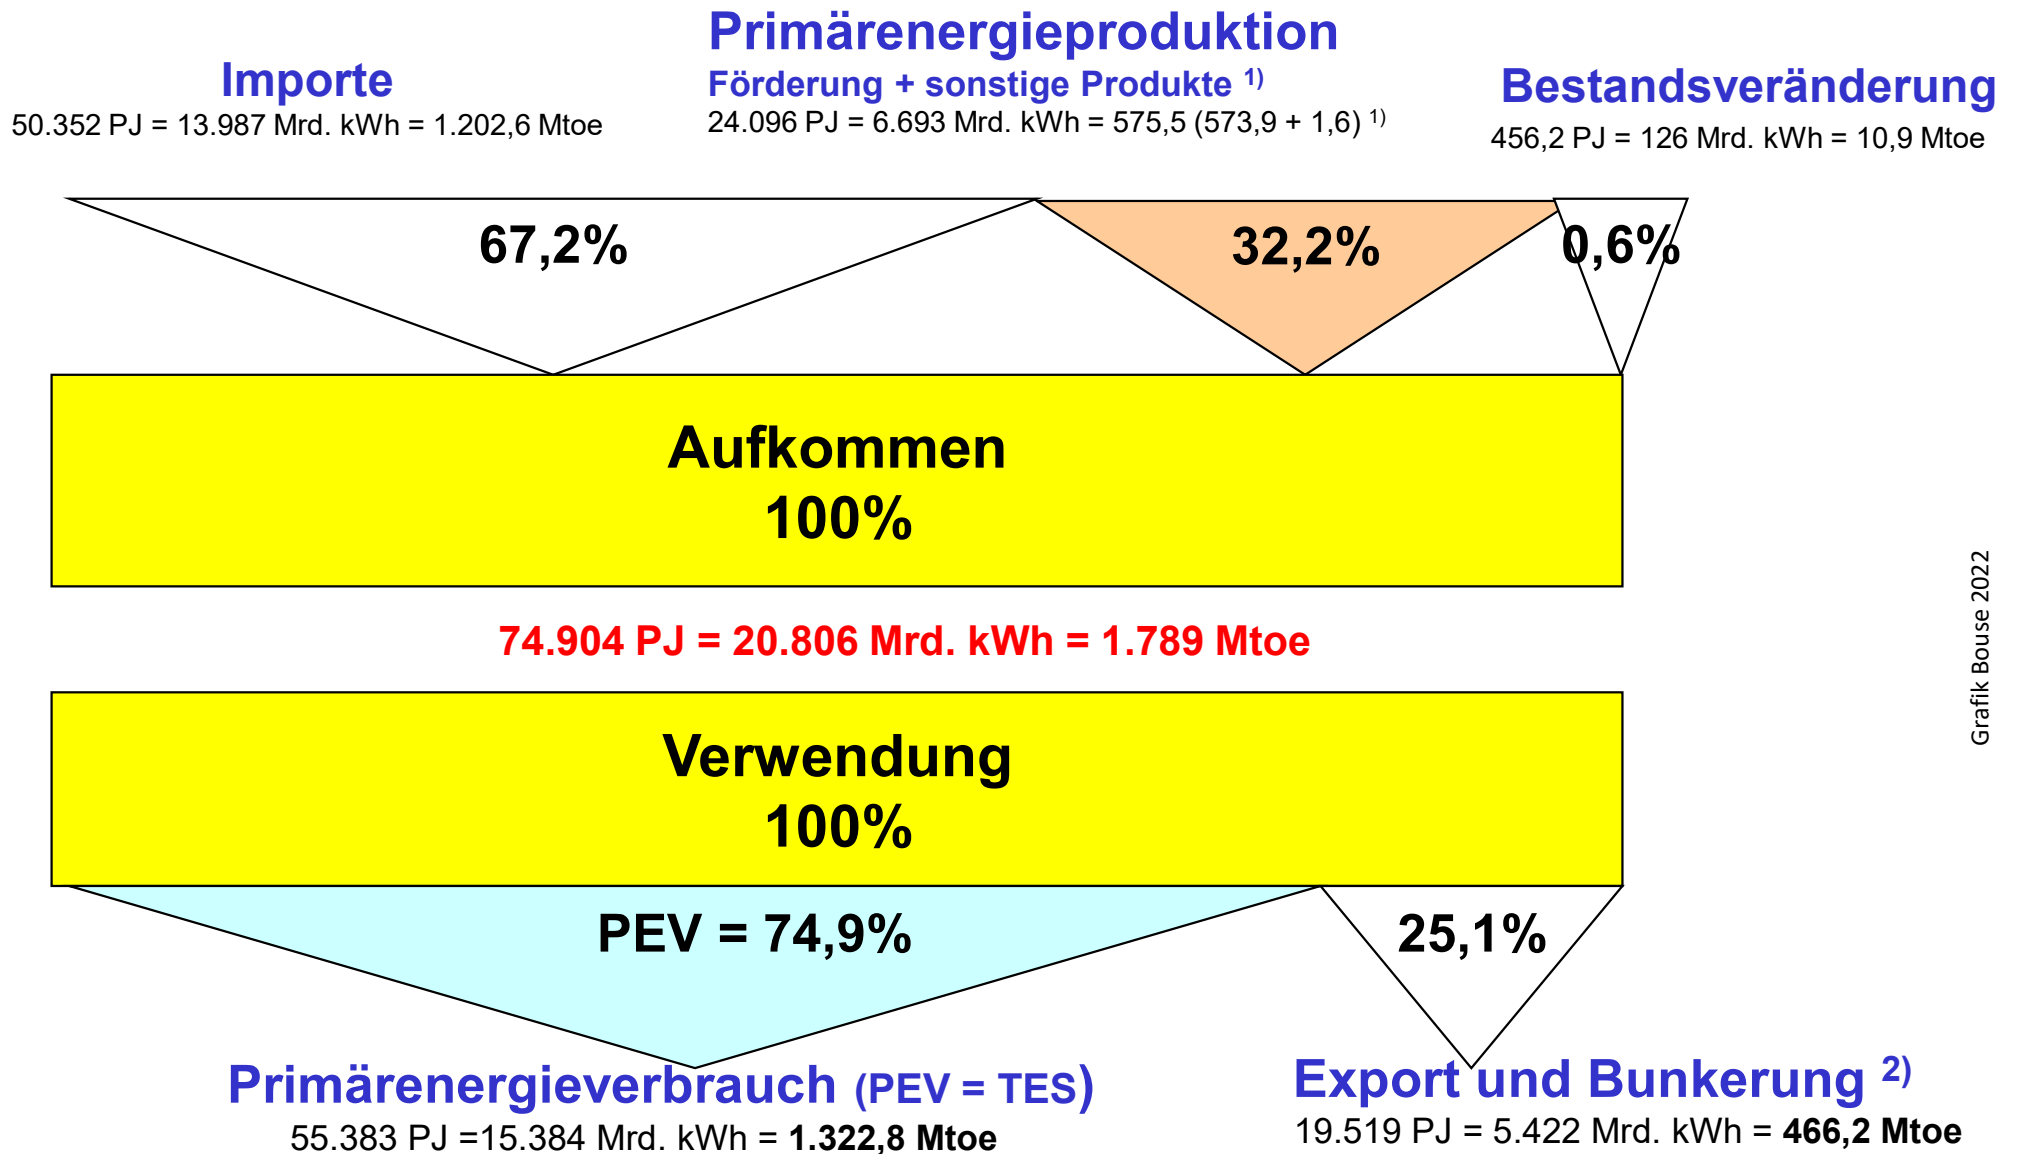 Importe
50.352 PJ = 13.987 Mrd. kWh = 1.202,6 Mtoe
Primärenergieproduktion
Förderung + sonstige Produkte ¹⁾
24.096 PJ = 6.693 Mrd. kWh = 575,5 (573,9 + 1,6) ¹⁾
Bestandsveränderung
456,2 PJ = 126 Mrd. kWh = 10,9 Mtoe
67,2%
32,2%
0,6%
Aufkommen
100%
74.904 PJ = 20.806 Mrd. kWh = 1.789 Mtoe
Verwendung
100%
PEV = 74,9%
25,1%
Primärenergieverbrauch (PEV = TES)
55.383 PJ =15.384 Mrd. kWh = 1.322,8 Mtoe
Export und Bunkerung ²⁾
19.519 PJ = 5.422 Mrd. kWh = 466,2 Mtoe
Grafik Bouse 2022